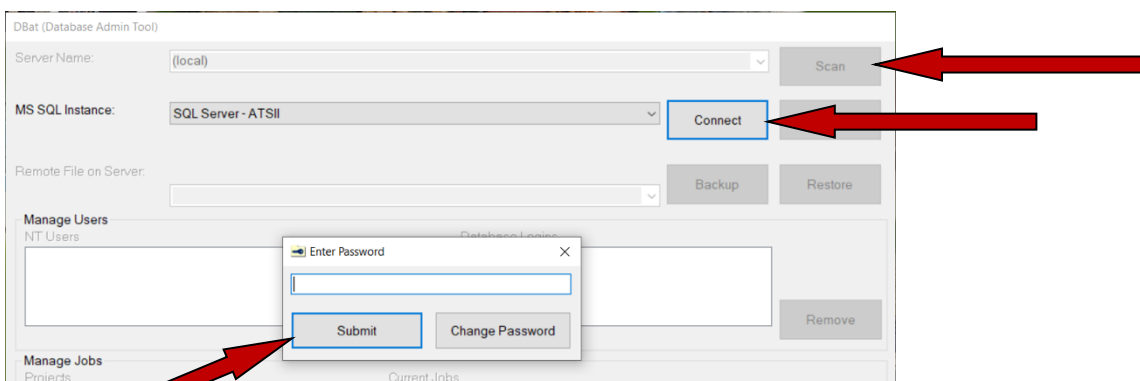 DBat (Database Admin Tool)
Server Name:
(local)
Scan
MS SQL Instance:
SQL Server - ATSII
Connect
Remote File on Server:
Backup
Restore
Manage Users
NT Users
Database Logins
Enter Password
Submit
Change Password
Remove
Manage Jobs
Projects
Current Jobs